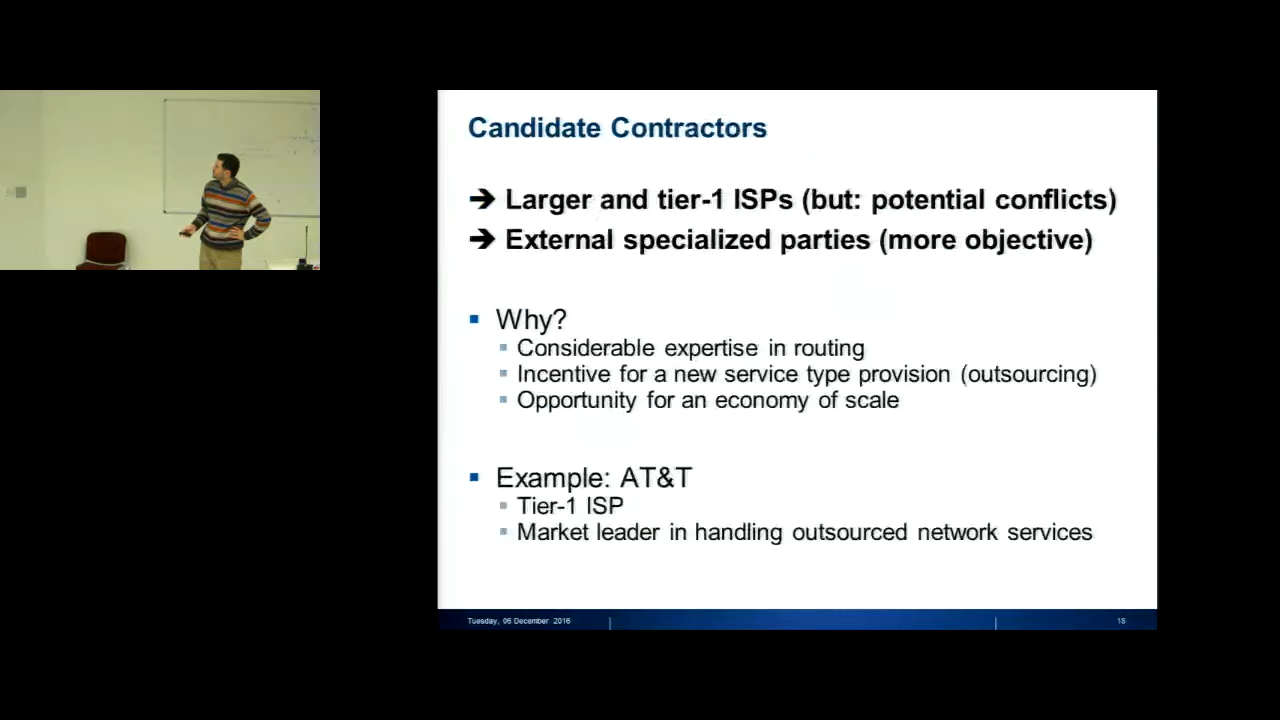 Candidate Contractors
➔ Larger and tier-1 ISPs (but: potential conflicts)
➔ External specialized parties (more objective)
▪ Why?
▪ Considerable expertise in routing
▪ Incentive for a new service type provision (outsourcing)
▪ Opportunity for an economy of scale
▪ Example: AT&T
▪ Tier-1 ISP
▪ Market leader in handling outsourced network services
Tuesday, 06 December 2016
18